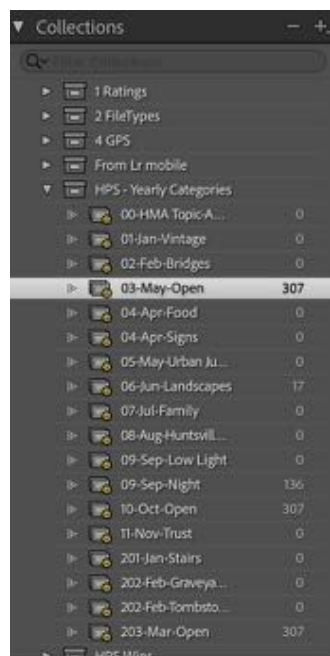 Collections
Filter Collections
1 Ratings
2 FileTypes
4 GPS
From Lr mobile
HPS - Yearly Categories
00-HMA Topic-A... 0
01-Jan-Vintage 0
02-Feb-Bridges 0
03-May-Open 307
04-Apr-Food 0
04-Apr-Signs 0
05-May-Urban Ju... 0
06-Jun-Landscapes 17
07-Jul-Family 0
08-Aug-Huntsvill... 0
09-Sep-Low Light 0
09-Sep-Night 136
10-Oct-Open 307
11-Nov-Trust 0
201-Jan-Stairs 0
202-Feb-Graveya... 0
202-Feb-Tombsto... 0
203-Mar-Open 307
HPS Wins